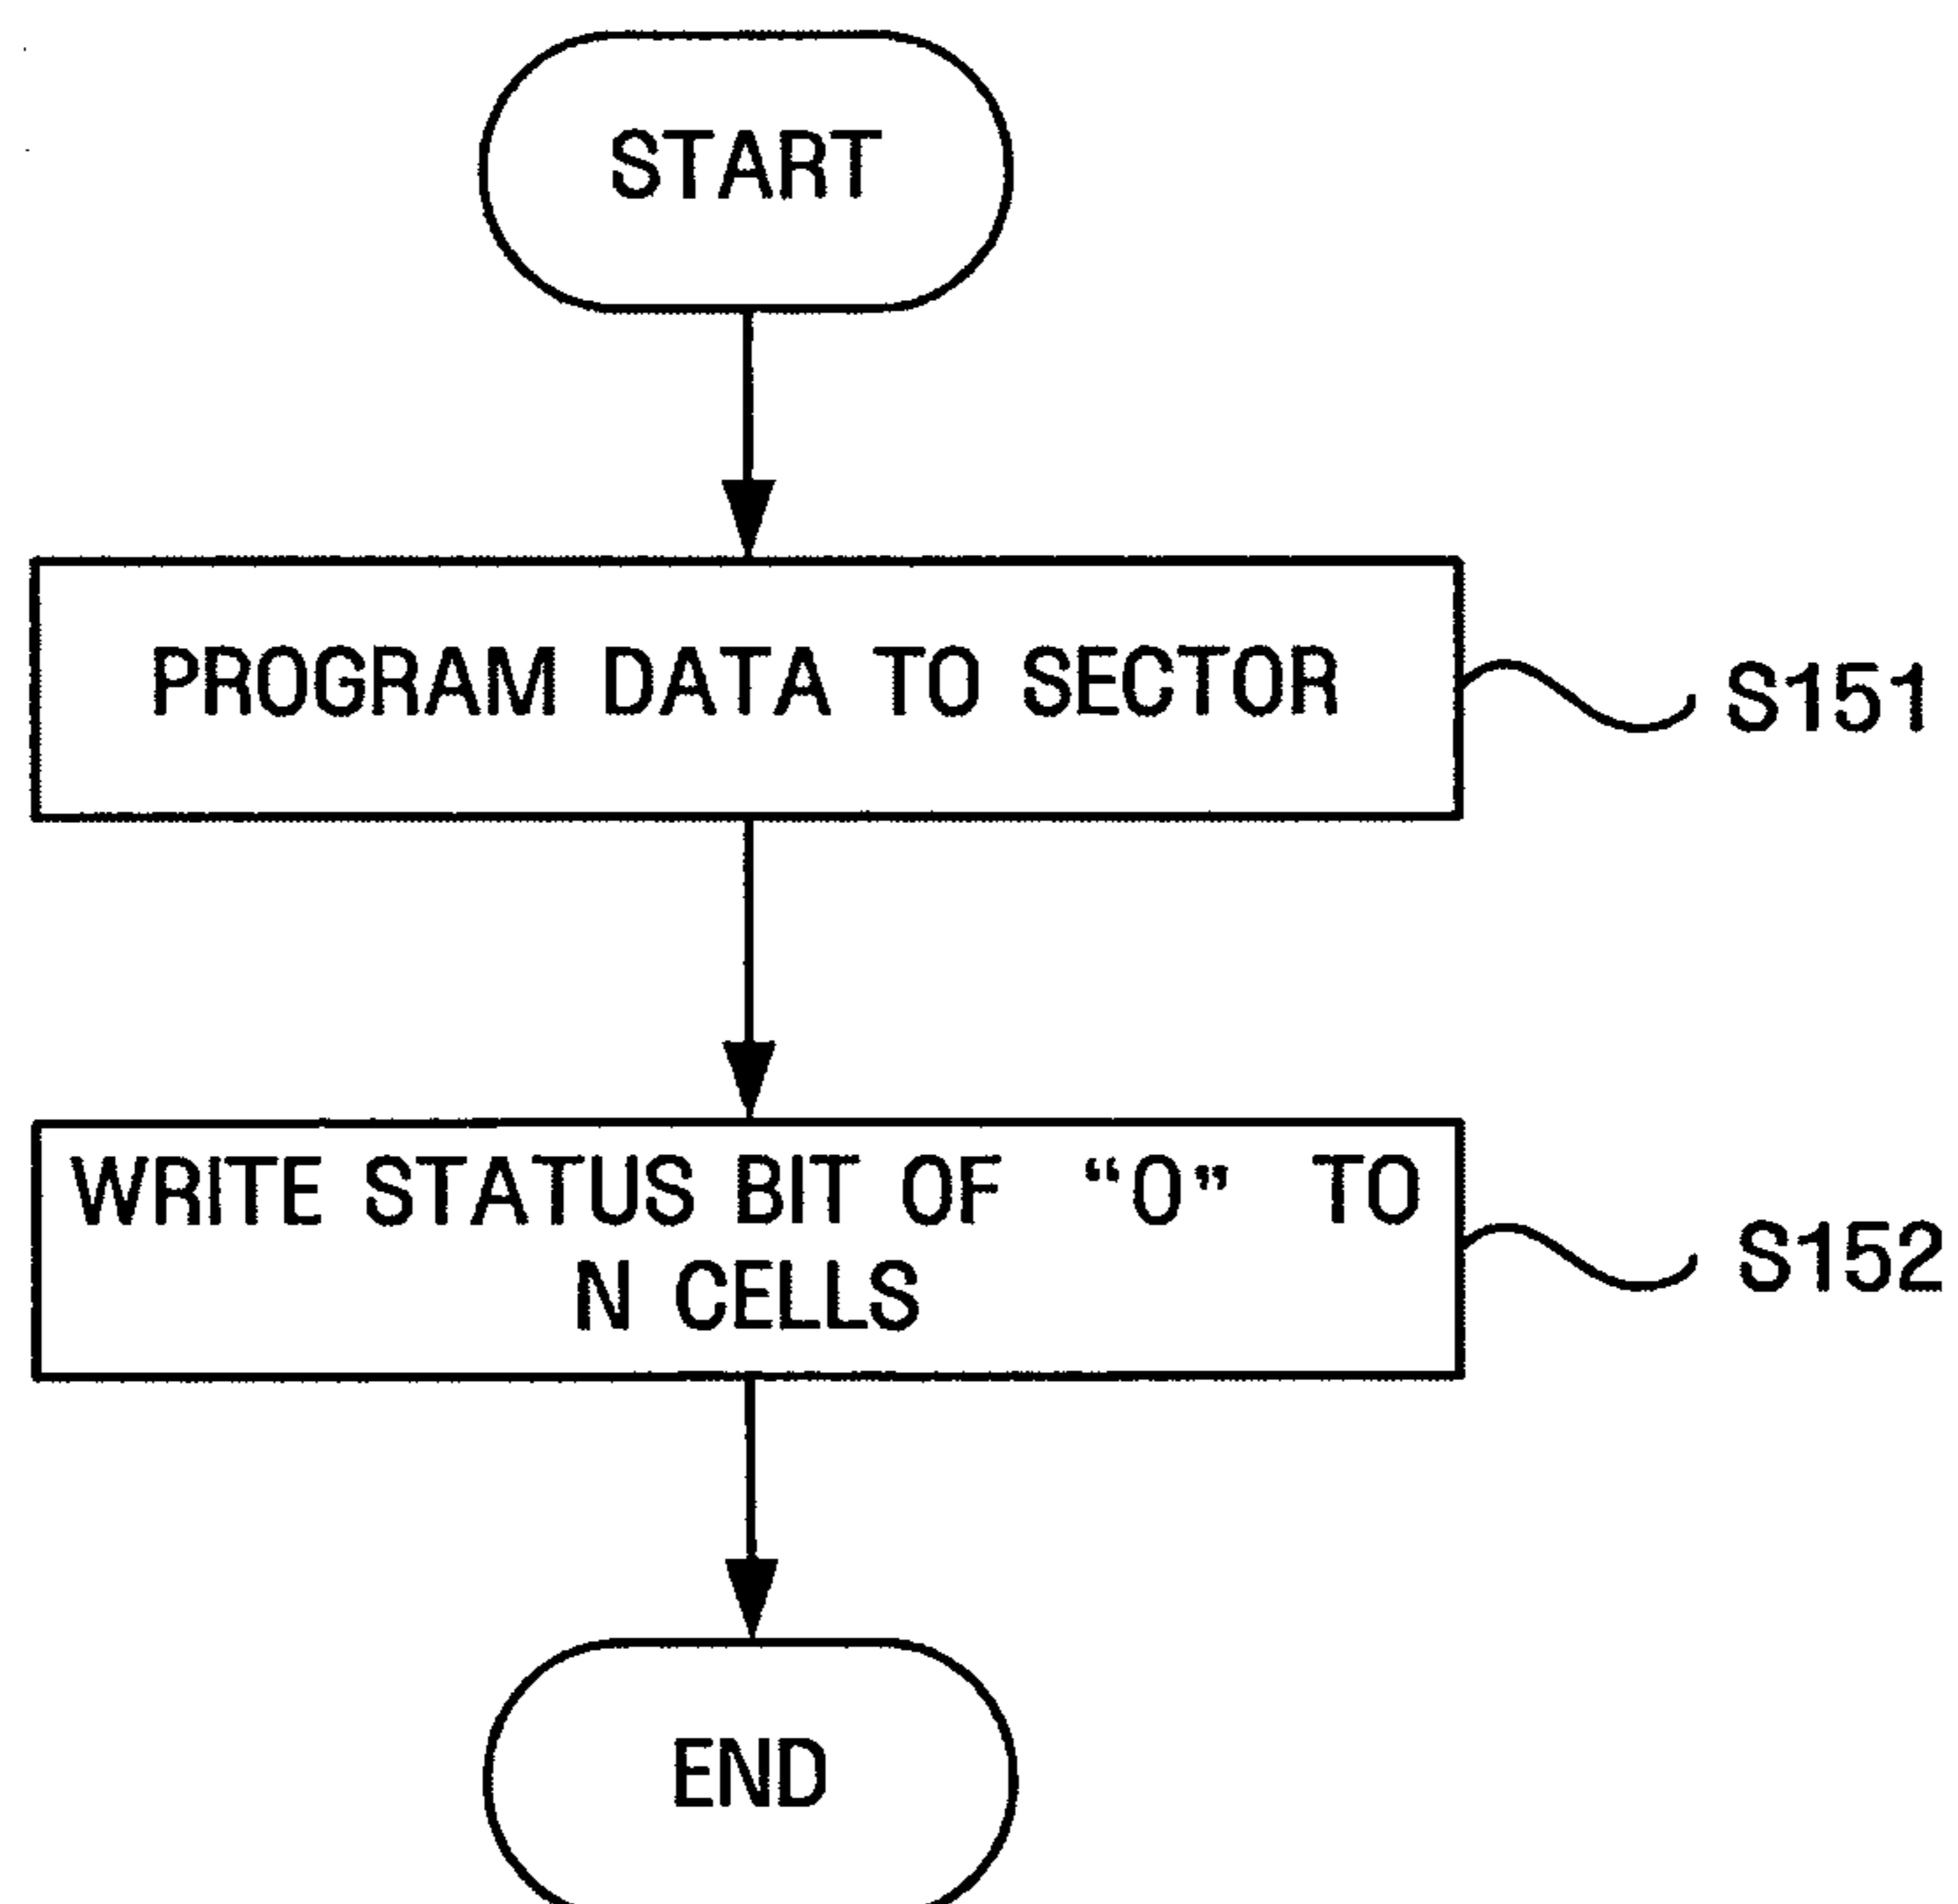 START
PROGRAM DATA TO SECTOR
S151
WRITE STATUS BIT OF “0” TO
N CELLS
S152
END